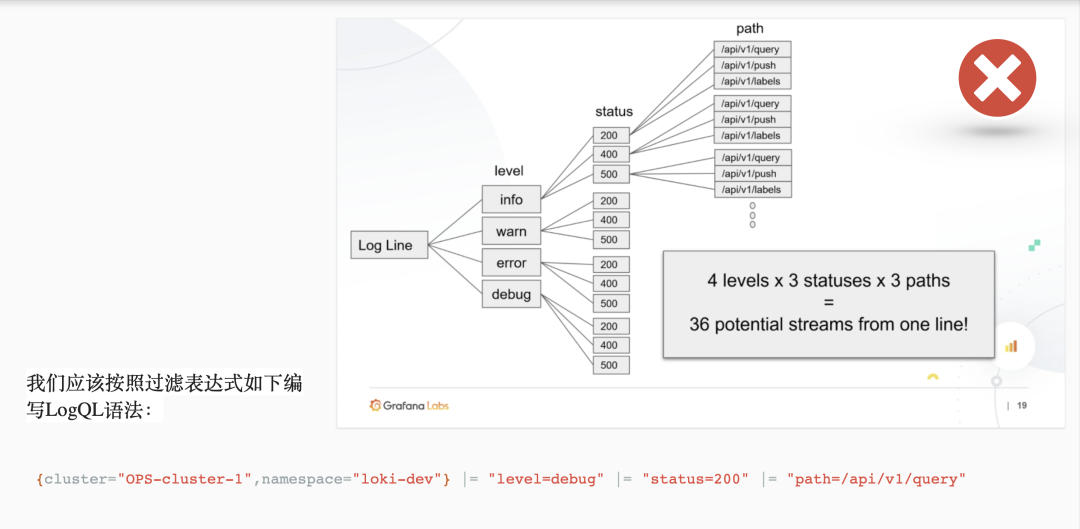 path
/api/v1/query
/api/v1/push
/api/v1/labels
/api/v1/query
/api/v1/push
/api/v1/labels
/api/v1/query
/api/v1/push
/api/v1/labels
status
200
400
500
200
400
500
200
400
500
200
400
500
level
info
warn
error
debug
Log Line
4 levels x 3 statuses x 3 paths
=
36 potential streams from one line!
Grafana Labs
| 19
我们应该按照过滤表达式如下编
写LogQL语法：
{cluster="OPS-cluster-1",namespace="loki-dev"} |= "level=debug" |= "status=200" |= "path=/api/v1/query"